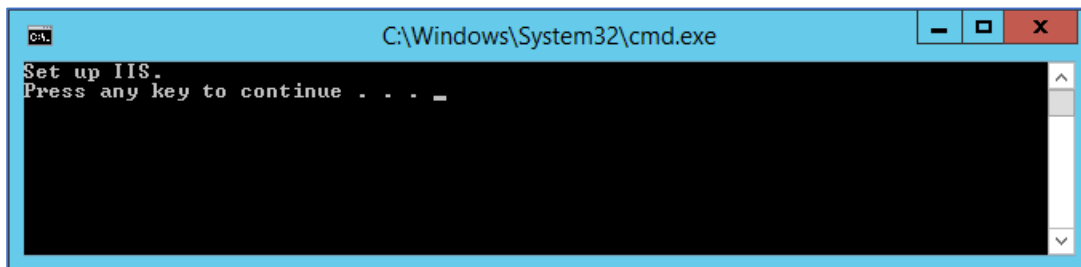 C:\Windows\System32\cmd.exe
Set up IIS.
Press any key to continue . . . _